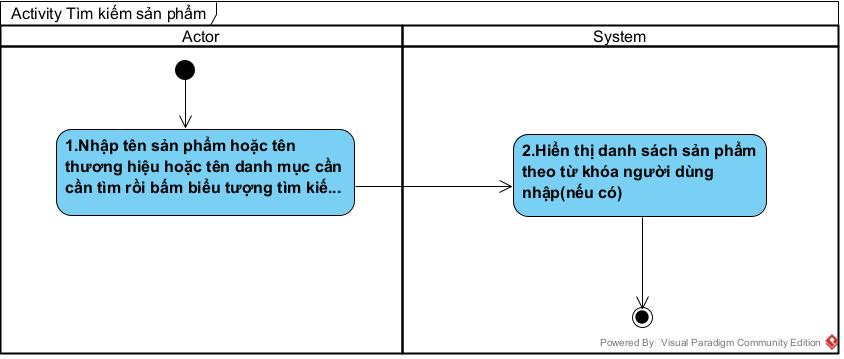 Activity Tìm kiếm sản phẩm
Actor
System
1.Nhập tên sản phẩm hoặc tên
thương hiệu hoặc tên danh mục cần
cần tìm rồi bấm biểu tượng tìm kiế...
2.Hiển thị danh sách sản phẩm
theo từ khóa người dùng
nhập(nếu có)
Powered By Visual Paradigm Community Edition